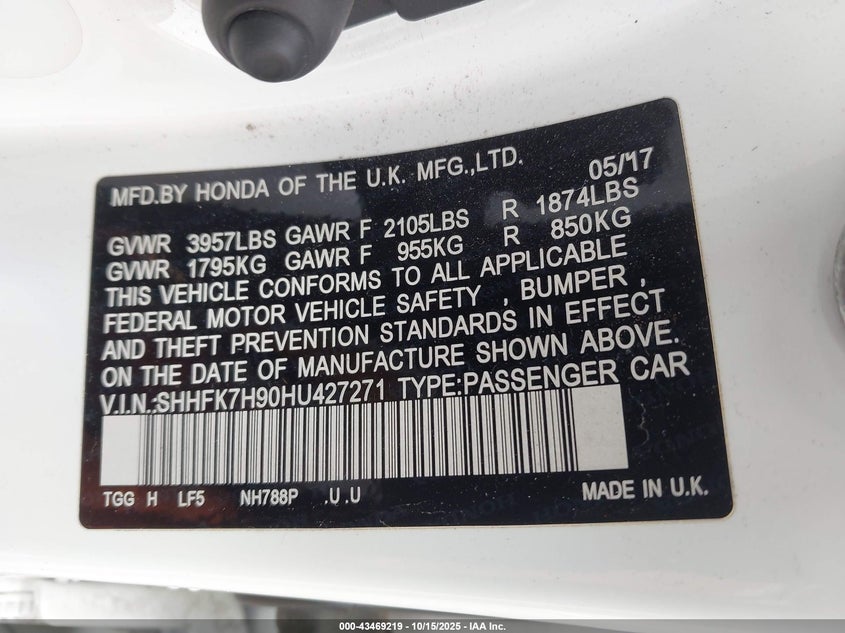 MFD.BY HONDA OF THE U.K. MFG.,LTD. 05/17
GVWR 3957LBS GAWR F 2105LBS R 1874LBS
GVWR 1795KG GAWR F 955KG R 850KG
THIS VEHICLE CONFORMS TO ALL APPLICABLE
FEDERAL MOTOR VEHICLE SAFETY , BUMPER ,
AND THEFT PREVENTION STANDARDS IN EFFECT
ON THE DATE OF MANUFACTURE SHOWN ABOVE.
V.I.N.:SHHFK7H90HU427271 TYPE:PASSENGER CAR
TGG H LF5 NH788P .U .U MADE IN U.K.
000-43469219 - 10/15/2025 - IAA Inc.